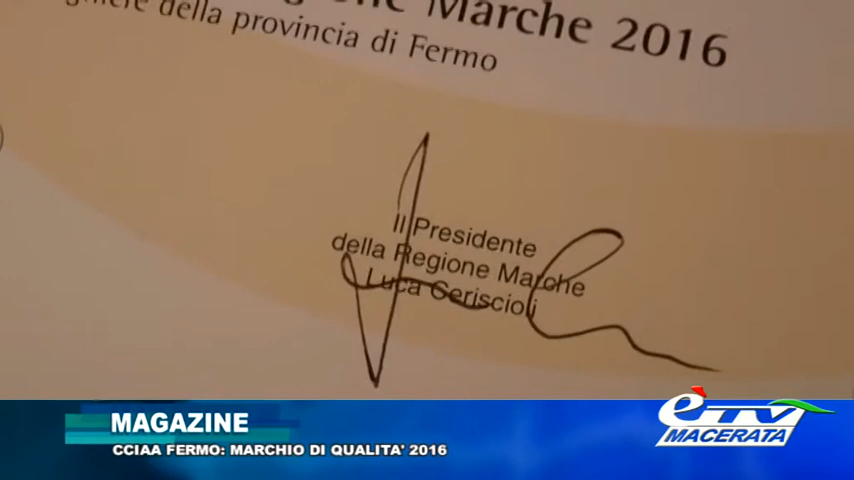 Marche 2016
della provincia di Fermo
Il Presidente
della Regione Marche
Luca Ceriscioli
MAGAZINE
CCIAA FERMO: MARCHIO DI QUALITA' 2016
eTV
MACERATA